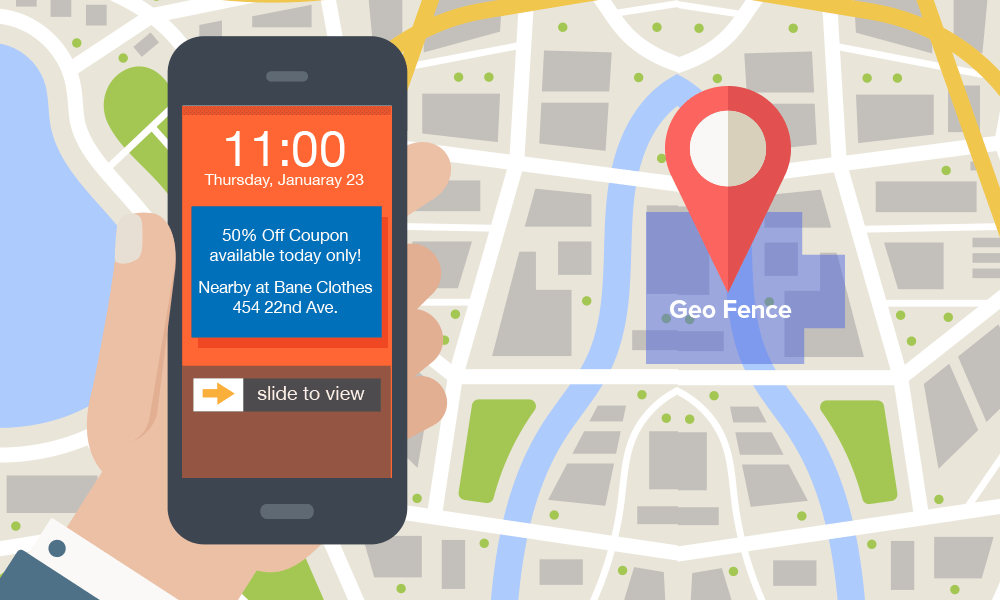 11:00
Thursday, Januaray 23
50% Off Coupon
available today only!
Nearby at Bane Clothes
454 22nd Ave.
slide to view
Geo Fence